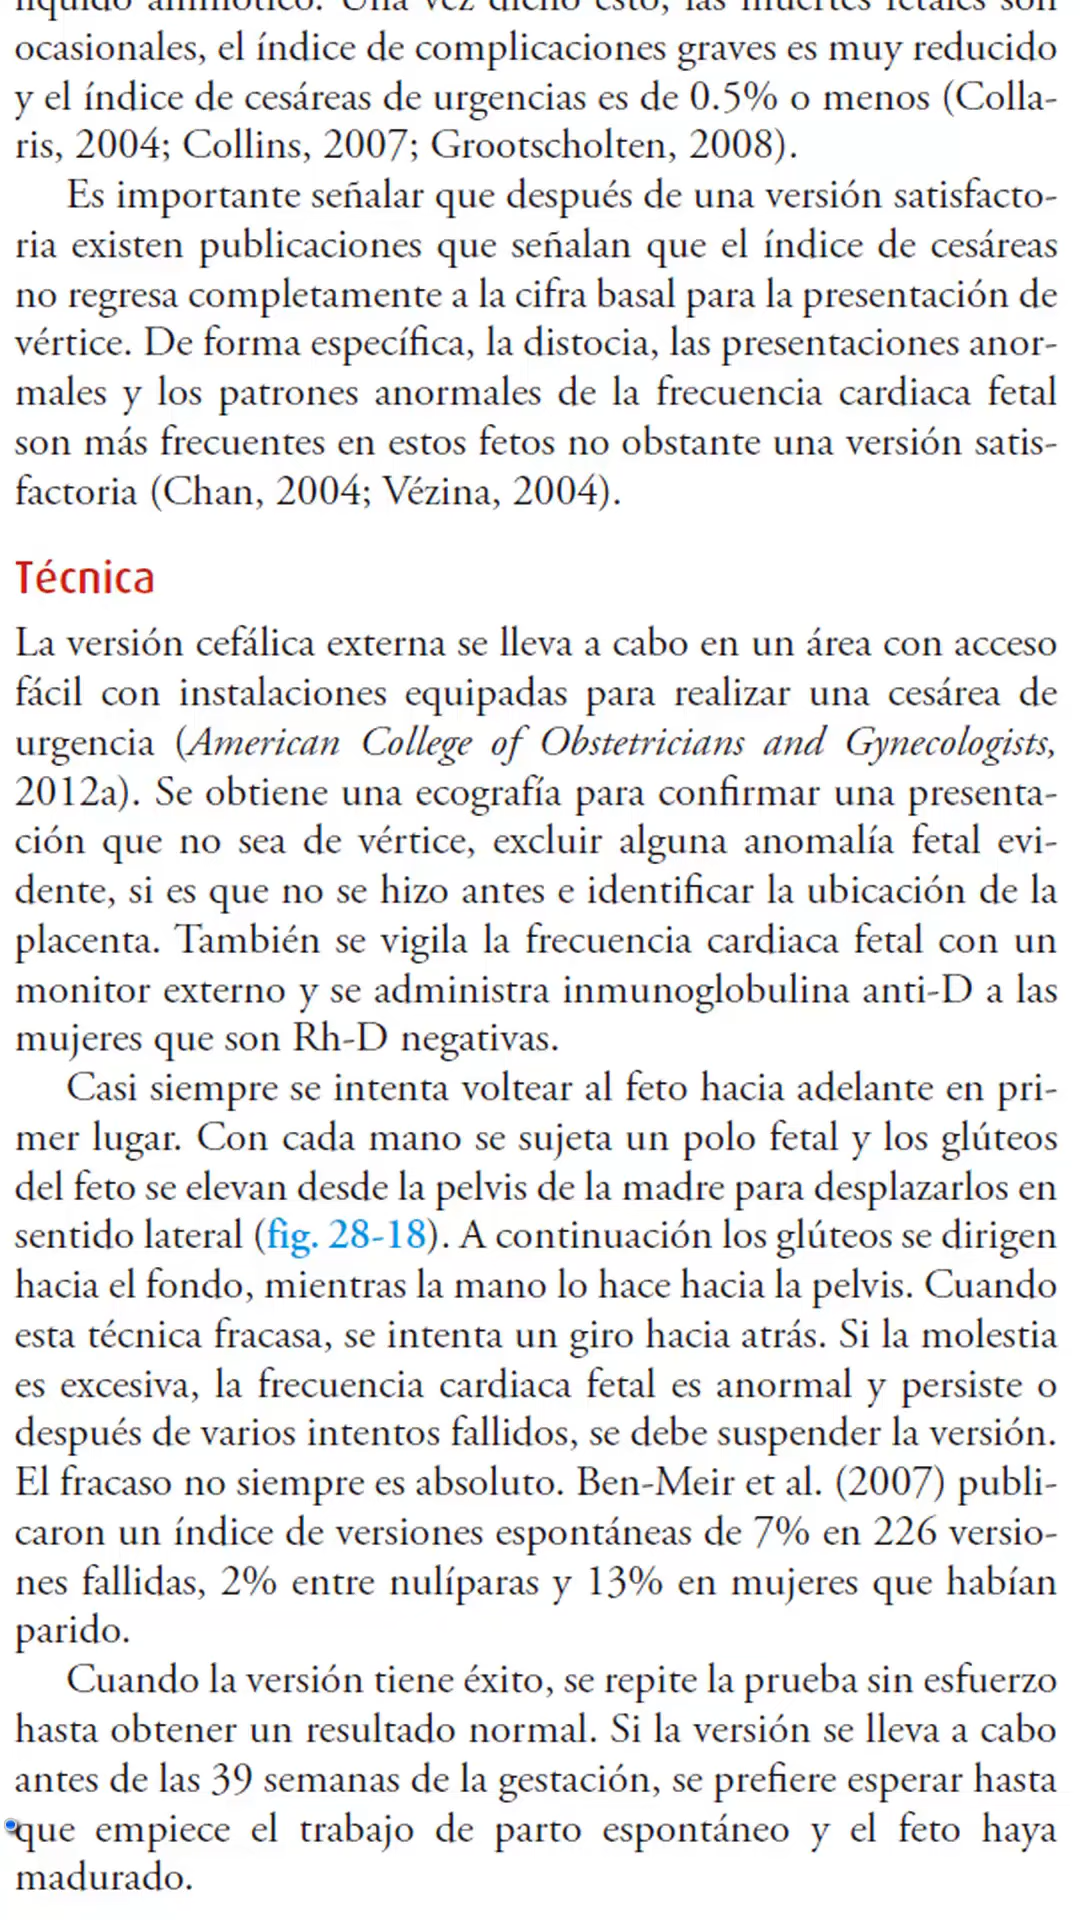 líquido amniótico. Una vez dicho esto, las muertes fetales son
ocasionales, el índice de complicaciones graves es muy reducido
y el índice de cesáreas de urgencias es de 0.5% o menos (Colla-
ris, 2004; Collins, 2007; Grootscholten, 2008).
Es importante señalar que después de una versión satisfacto-
ria existen publicaciones que señalan que el índice de cesáreas
no regresa completamente a la cifra basal para la presentación de
vértice. De forma específica, la distocia, las presentaciones anor-
males y los patrones anormales de la frecuencia cardiaca fetal
son más frecuentes en estos fetos no obstante una versión satis-
factoria (Chan, 2004; Vézina, 2004).
Técnica
La versión cefálica externa se lleva a cabo en un área con acceso
fácil con instalaciones equipadas para realizar una cesárea de
urgencia (American College of Obstetricians and Gynecologists,
2012a). Se obtiene una ecografía para confirmar una presenta-
ción que no sea de vértice, excluir alguna anomalía fetal evi-
dente, si es que no se hizo antes e identificar la ubicación de la
placenta. También se vigila la frecuencia cardiaca fetal con un
monitor externo y se administra inmunoglobulina anti-D a las
mujeres que son Rh-D negativas.
Casi siempre se intenta voltear al feto hacia adelante en pri-
mer lugar. Con cada mano se sujeta un polo fetal y los glúteos
del feto se elevan desde la pelvis de la madre para desplazarlos en
sentido lateral (fig. 28-18). A continuación los glúteos se dirigen
hacia el fondo, mientras la mano lo hace hacia la pelvis. Cuando
esta técnica fracasa, se intenta un giro hacia atrás. Si la molestia
es excesiva, la frecuencia cardiaca fetal es anormal y persiste o
después de varios intentos fallidos, se debe suspender la versión.
El fracaso no siempre es absoluto. Ben-Meir et al. (2007) publi-
caron un índice de versiones espontáneas de 7% en 226 versio-
nes fallidas, 2% entre nulíparas y 13% en mujeres que habían
parido.
Cuando la versión tiene éxito, se repite la prueba sin esfuerzo
hasta obtener un resultado normal. Si la versión se lleva a cabo
antes de las 39 semanas de la gestación, se prefiere esperar hasta
que empiece el trabajo de parto espontáneo y el feto haya
madurado.